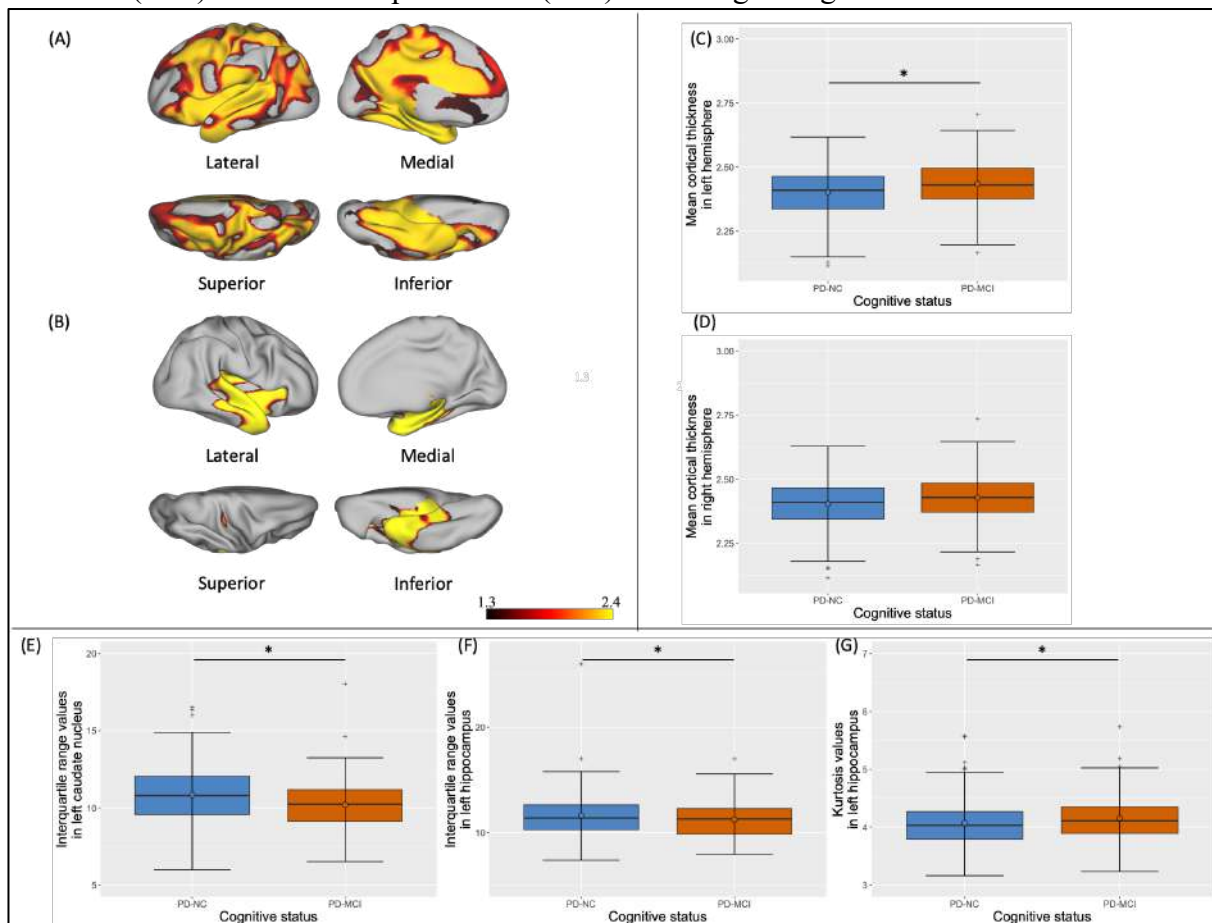 (A)
Lateral
Medial
Superior
Inferior
(B)
Lateral
Medial
Superior
Inferior
1.3
2.4
(C)
Mean cortical thickness
in left hemisphere
3.00
2.75
2.50
2.25
*
PD-NC
PD-MCI
Cognitive status
(D)
Mean cortical thickness
in right hemisphere
3.00
2.75
2.50
2.25
PD-NC
PD-MCI
Cognitive status
(E)
Interquartile range values
in left caudate nucleus
20
15
10
5
*
PD-NC
PD-MCI
Cognitive status
(F)
Interquartile range values
in left hippocampus
20
10
*
PD-NC
PD-MCI
Cognitive status
(G)
Kurtosis values
in left hippocampus
7
6
5
4
3
*
PD-NC
PD-MCI
Cognitive status